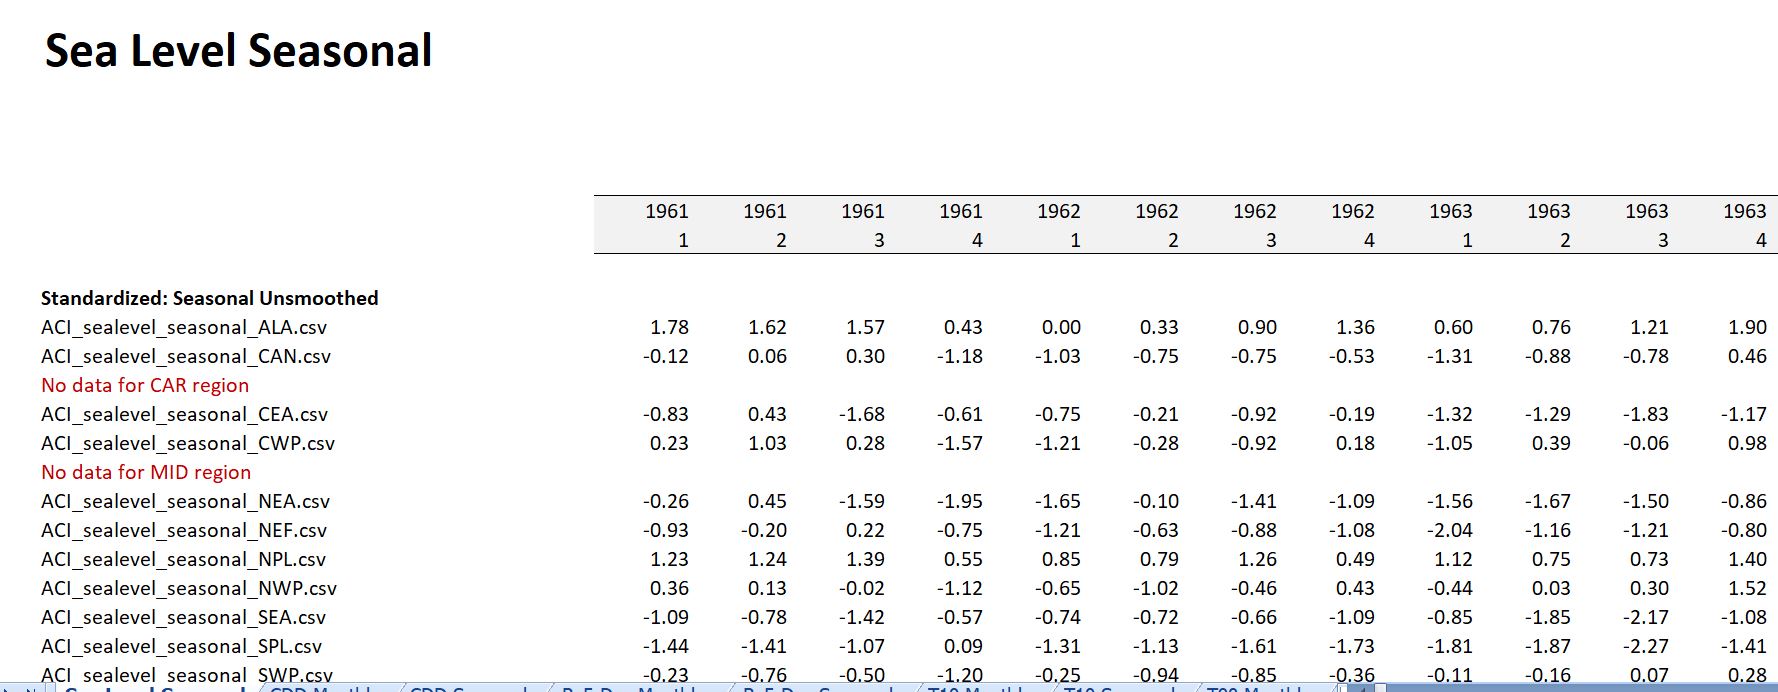 Sea Level Seasonal
1961 1961 1961 1961 1962 1962 1962 1962 1963 1963 1963 1963
1 2 3 4 1 2 3 4 1 2 3 4
Standardized: Seasonal Unsmoothed
ACI_sealevel_seasonal_ALA.csv 1.78 1.62 1.57 0.43 0.00 0.33 0.90 1.36 0.60 0.76 1.21 1.90
ACI_sealevel_seasonal_CAN.csv -0.12 0.06 0.30 -1.18 -1.03 -0.75 -0.75 -0.53 -1.31 -0.88 -0.78 0.46
No data for CAR region
ACI_sealevel_seasonal_CEA.csv -0.83 0.43 -1.68 -0.61 -0.75 -0.21 -0.92 -0.19 -1.32 -1.29 -1.83 -1.17
ACI_sealevel_seasonal_CWP.csv 0.23 1.03 0.28 -1.57 -1.21 -0.28 -0.92 0.18 -1.05 0.39 -0.06 0.98
No data for MID region
ACI_sealevel_seasonal_NEA.csv -0.26 0.45 -1.59 -1.95 -1.65 -0.10 -1.41 -1.09 -1.56 -1.67 -1.50 -0.86
ACI_sealevel_seasonal_NEF.csv -0.93 -0.20 0.22 -0.75 -1.21 -0.63 -0.88 -1.08 -2.04 -1.16 -1.21 -0.80
ACI_sealevel_seasonal_NPL.csv 1.23 1.24 1.39 0.55 0.85 0.79 1.26 0.49 1.12 0.75 0.73 1.40
ACI_sealevel_seasonal_NWP.csv 0.36 0.13 -0.02 -1.12 -0.65 -1.02 -0.46 0.43 -0.44 0.03 0.30 1.52
ACI_sealevel_seasonal_SEA.csv -1.09 -0.78 -1.42 -0.57 -0.74 -0.72 -0.66 -1.09 -0.85 -1.85 -2.17 -1.08
ACI_sealevel_seasonal_SPL.csv -1.44 -1.41 -1.07 0.09 -1.31 -1.13 -1.61 -1.73 -1.81 -1.87 -2.27 -1.41
ACI_sealevel_seasonal_SWP.csv -0.23 -0.76 -0.50 -1.20 -0.25 -0.94 -0.85 -0.36 -0.11 -0.16 0.07 0.28